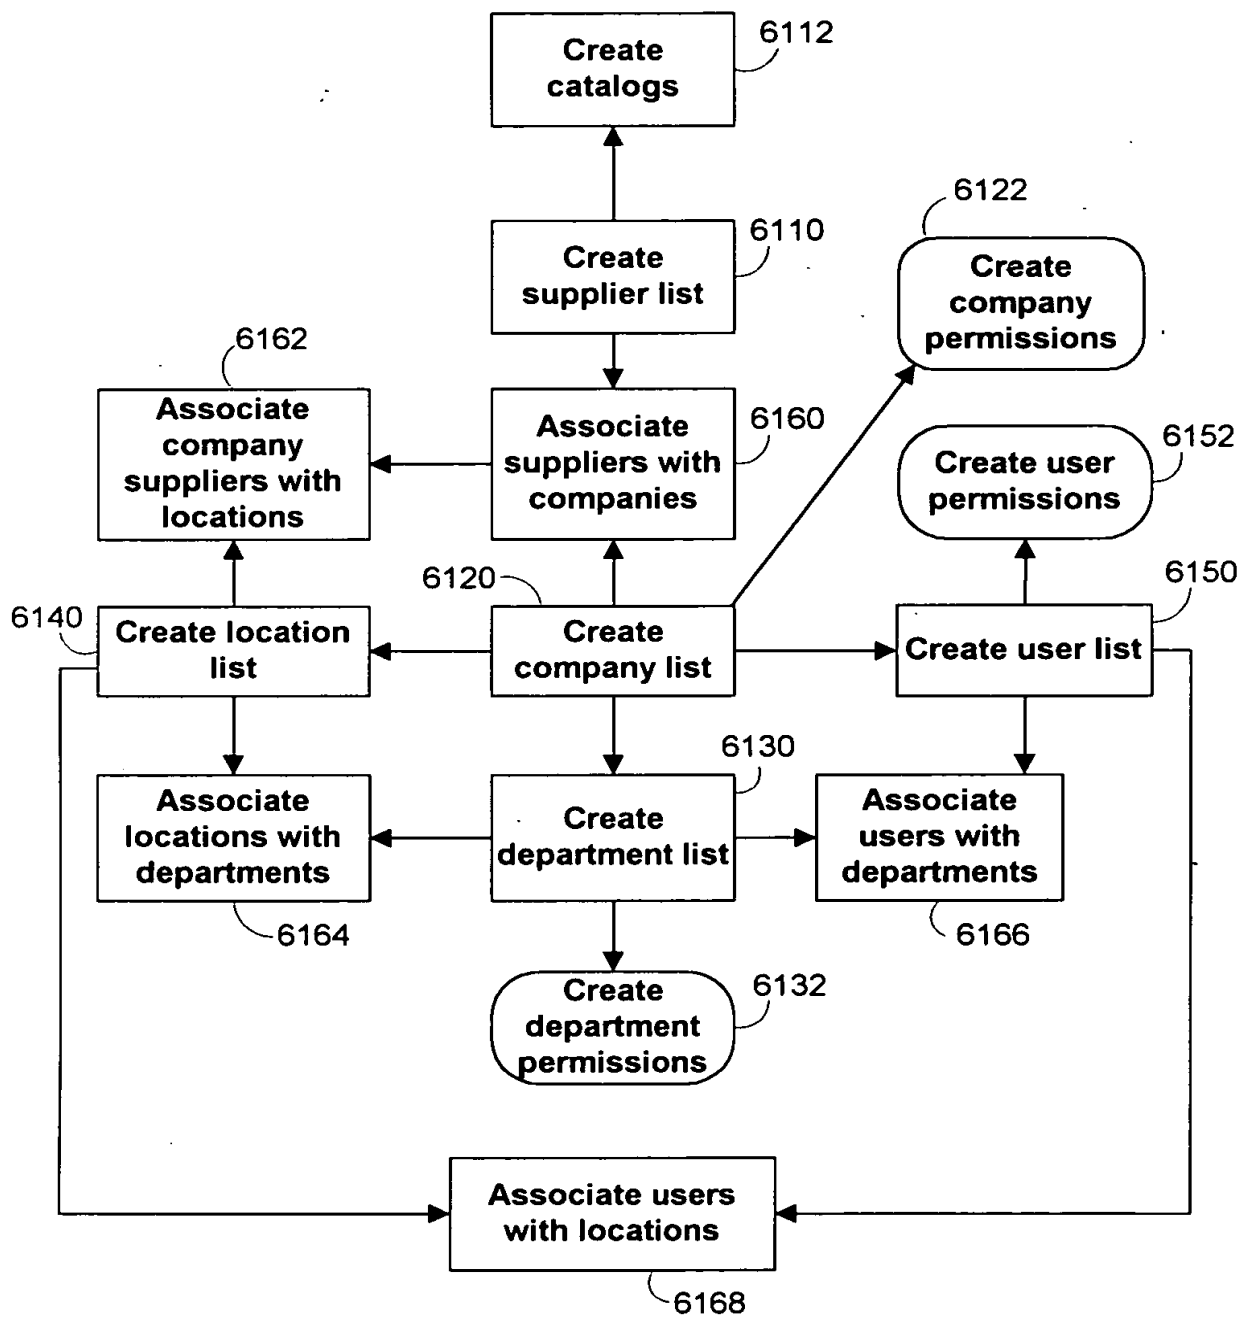 Create
catalogs
6112
6122
Create
company
permissions
Create
supplier list
6110
6162
Associate
company
suppliers with
locations
Associate
suppliers with
companies
6160
Create user
permissions
6152
6140
Create location
list
6120
Create
company list
Create user list
6150
Associate
locations with
departments
6164
6130
Create
department list
Associate
users with
departments
6166
Create
department
permissions
6132
Associate users
with locations
6168